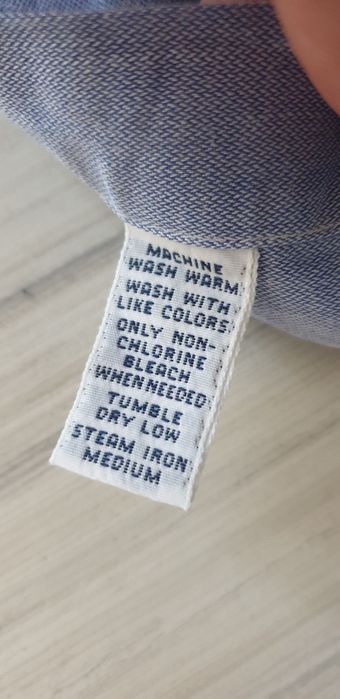 MACHINE
WASH WARM
WASH WITH
LIKE COLORS
ONLY NON-
CHLORINE
BLEACH
WHEN NEEDED
TUMBLE
DRY LOW
STEAM IRON
MEDIUM